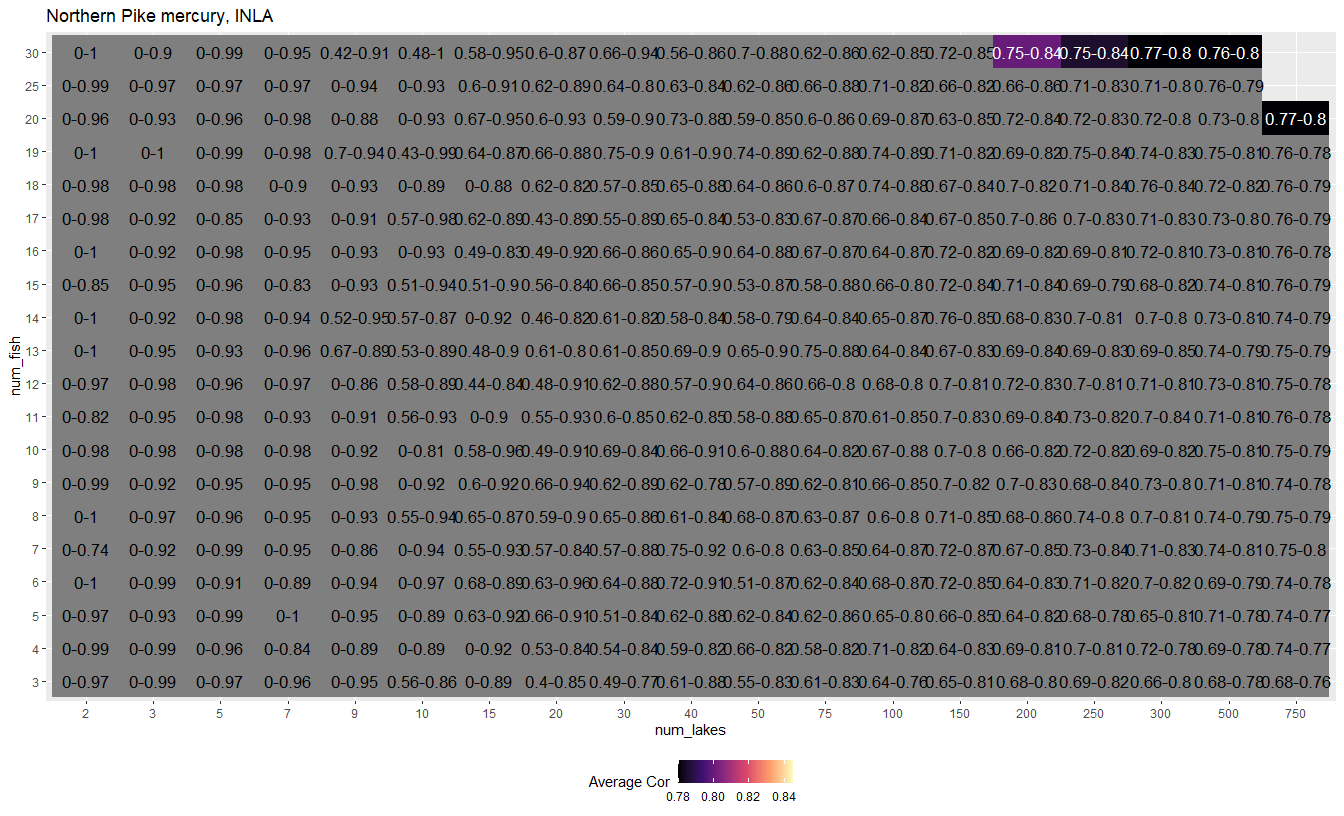 Northern Pike mercury, INLA
30 0-1 0-0.9 0-0.99 0-0.95 0.42-0.91 0.48-1 0.58-0.95 0.6-0.87 0.66-0.94 0.56-0.86 0.7-0.88 0.62-0.86 0.62-0.85 0.72-0.85 0.75-0.84 0.75-0.84 0.77-0.8 0.76-0.8
25 0-0.99 0-0.97 0-0.97 0-0.97 0-0.94 0-0.93 0.6-0.91 0.62-0.89 0.64-0.8 0.63-0.84 0.62-0.86 0.66-0.88 0.71-0.82 0.66-0.82 0.66-0.86 0.71-0.83 0.71-0.8 0.76-0.79
20 0-0.96 0-0.93 0-0.96 0-0.98 0-0.88 0-0.93 0.67-0.95 0.6-0.93 0.59-0.9 0.73-0.88 0.59-0.85 0.6-0.86 0.69-0.87 0.63-0.85 0.72-0.84 0.72-0.83 0.72-0.8 0.73-0.8 0.77-0.8
19 0-1 0-1 0-0.99 0-0.98 0.7-0.94 0.43-0.99 0.64-0.87 0.66-0.88 0.75-0.9 0.61-0.9 0.74-0.89 0.62-0.88 0.74-0.89 0.71-0.82 0.69-0.82 0.75-0.84 0.74-0.83 0.75-0.81 0.76-0.78
18 0-0.98 0-0.98 0-0.98 0-0.9 0-0.93 0-0.89 0-0.88 0.62-0.82 0.57-0.85 0.65-0.88 0.64-0.86 0.6-0.87 0.74-0.88 0.67-0.84 0.7-0.82 0.71-0.84 0.76-0.84 0.72-0.82 0.76-0.79
17 0-0.98 0-0.92 0-0.85 0-0.93 0-0.91 0.57-0.98 0.62-0.89 0.43-0.89 0.55-0.89 0.65-0.84 0.53-0.83 0.67-0.87 0.66-0.84 0.67-0.85 0.7-0.86 0.7-0.83 0.71-0.83 0.73-0.8 0.76-0.79
16 0-1 0-0.92 0-0.98 0-0.95 0-0.93 0-0.93 0.49-0.83 0.49-0.92 0.66-0.86 0.65-0.9 0.64-0.88 0.67-0.87 0.64-0.84 0.72-0.82 0.69-0.82 0.69-0.81 0.72-0.81 0.73-0.81 0.76-0.78
15 0-0.85 0-0.95 0-0.96 0-0.83 0-0.93 0.51-0.94 0.51-0.9 0.56-0.84 0.66-0.85 0.57-0.9 0.53-0.87 0.58-0.88 0.66-0.8 0.72-0.84 0.71-0.84 0.69-0.79 0.68-0.82 0.74-0.81 0.76-0.79
14 0-1 0-0.92 0-0.98 0-0.94 0.52-0.95 0.57-0.87 0-0.92 0.46-0.82 0.61-0.82 0.58-0.84 0.58-0.79 0.64-0.84 0.65-0.87 0.76-0.85 0.68-0.83 0.7-0.81 0.7-0.8 0.73-0.81 0.74-0.79
13 0-1 0-0.95 0-0.93 0-0.96 0.67-0.89 0.53-0.89 0.48-0.9 0.61-0.8 0.61-0.85 0.69-0.9 0.65-0.9 0.75-0.88 0.64-0.84 0.67-0.83 0.69-0.84 0.69-0.83 0.69-0.85 0.74-0.79 0.75-0.79
12 0-0.97 0-0.98 0-0.96 0-0.97 0-0.86 0.58-0.89 0.44-0.84 0.48-0.91 0.62-0.88 0.57-0.9 0.64-0.86 0.66-0.8 0.68-0.8 0.7-0.81 0.72-0.83 0.7-0.81 0.71-0.81 0.73-0.81 0.75-0.78
11 0-0.82 0-0.95 0-0.98 0-0.93 0-0.91 0.56-0.93 0-0.9 0.55-0.93 0.6-0.85 0.62-0.85 0.58-0.88 0.65-0.87 0.61-0.85 0.7-0.83 0.69-0.84 0.73-0.82 0.7-0.84 0.71-0.81 0.76-0.78
10 0-0.98 0-0.98 0-0.98 0-0.98 0-0.92 0-0.81 0.58-0.96 0.49-0.91 0.69-0.84 0.66-0.91 0.6-0.88 0.64-0.82 0.67-0.88 0.7-0.8 0.66-0.82 0.72-0.82 0.69-0.82 0.75-0.81 0.75-0.79
9 0-0.99 0-0.92 0-0.95 0-0.95 0-0.98 0-0.92 0.6-0.92 0.66-0.94 0.62-0.89 0.62-0.78 0.57-0.89 0.62-0.81 0.66-0.85 0.7-0.82 0.7-0.83 0.68-0.84 0.73-0.8 0.71-0.81 0.74-0.78
8 0-1 0-0.97 0-0.96 0-0.95 0-0.93 0.55-0.94 0.65-0.87 0.59-0.9 0.65-0.86 0.61-0.84 0.68-0.87 0.63-0.87 0.6-0.8 0.71-0.85 0.68-0.86 0.74-0.8 0.7-0.81 0.74-0.79 0.75-0.79
7 0-0.74 0-0.92 0-0.99 0-0.95 0-0.86 0-0.94 0.55-0.93 0.57-0.84 0.57-0.88 0.75-0.92 0.6-0.8 0.63-0.85 0.64-0.87 0.72-0.87 0.67-0.85 0.73-0.84 0.71-0.83 0.74-0.81 0.75-0.8
6 0-1 0-0.99 0-0.91 0-0.89 0-0.94 0-0.97 0.68-0.89 0.63-0.96 0.64-0.88 0.72-0.91 0.51-0.87 0.62-0.84 0.68-0.87 0.72-0.85 0.64-0.83 0.71-0.82 0.7-0.82 0.69-0.79 0.74-0.78
5 0-0.97 0-0.93 0-0.99 0-1 0-0.95 0-0.89 0.63-0.92 0.66-0.91 0.51-0.84 0.62-0.88 0.62-0.84 0.62-0.86 0.65-0.8 0.66-0.85 0.64-0.82 0.68-0.78 0.65-0.81 0.71-0.78 0.74-0.77
4 0-0.99 0-0.99 0-0.96 0-0.84 0-0.89 0-0.89 0-0.92 0.53-0.84 0.54-0.84 0.59-0.82 0.66-0.82 0.58-0.82 0.71-0.82 0.64-0.83 0.69-0.81 0.7-0.81 0.72-0.78 0.69-0.78 0.74-0.77
3 0-0.97 0-0.99 0-0.97 0-0.96 0-0.95 0.56-0.86 0-0.89 0.4-0.85 0.49-0.77 0.61-0.88 0.55-0.83 0.61-0.83 0.64-0.76 0.65-0.81 0.68-0.8 0.69-0.82 0.66-0.8 0.68-0.78 0.68-0.76
num_fish
2 3 5 7 9 10 15 20 30 40 50 75 100 150 200 250 300 500 750
num_lakes
Average Cor
0.78 0.80 0.82 0.84